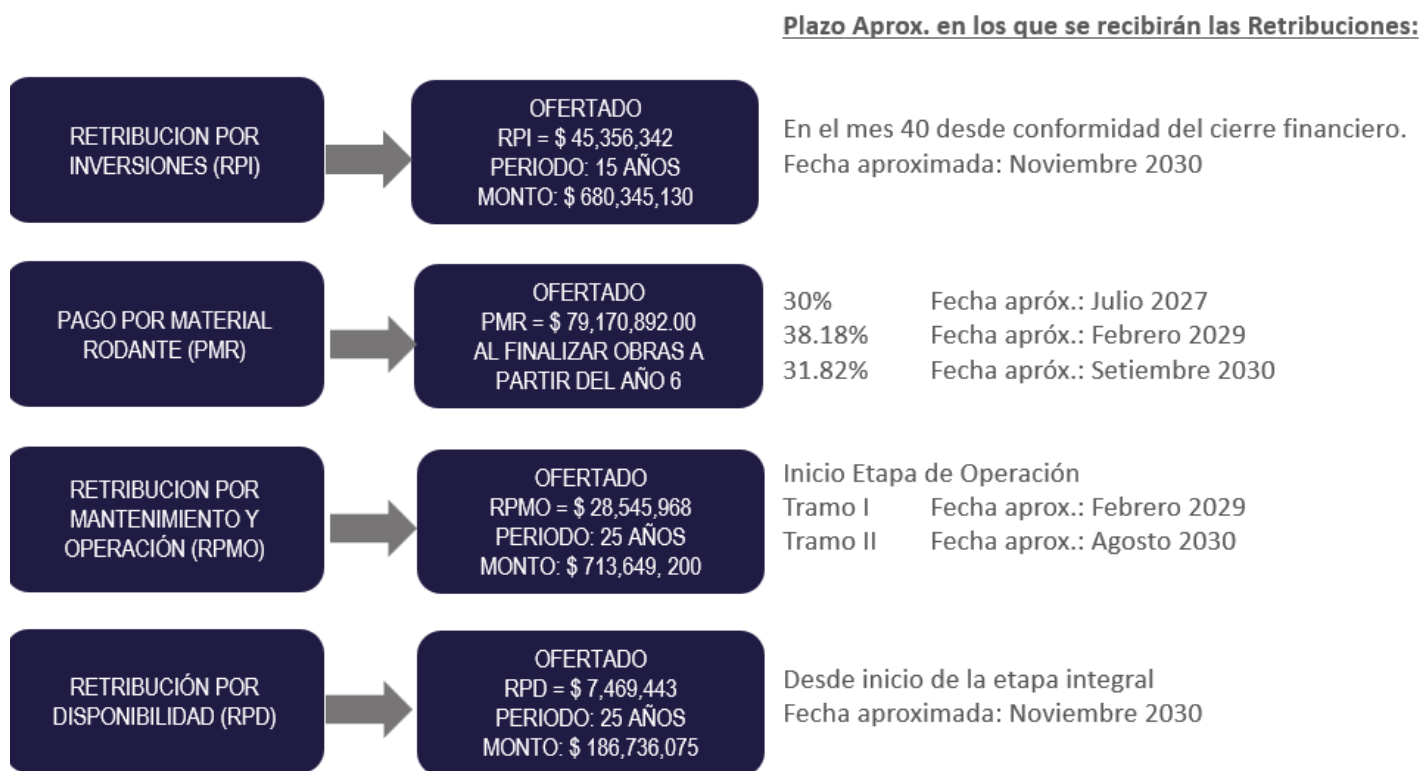 Plazo Aprox. en los que se recibirán las Retribuciones:
RETRIBUCION POR
INVERSIONES (RPI)
OFERTADO
RPI = $ 45,356,342
PERIODO: 15 AÑOS
MONTO: $ 680,345,130
En el mes 40 desde conformidad del cierre financiero.
Fecha aproximada: Noviembre 2030
PAGO POR MATERIAL
RODANTE (PMR)
OFERTADO
PMR = $ 79,170,892.00
AL FINALIZAR OBRAS A
PARTIR DEL AÑO 6
30% Fecha apróx.: Julio 2027
38.18% Fecha apróx.: Febrero 2029
31.82% Fecha apróx.: Setiembre 2030
RETRIBUCION POR
MANTENIMIENTO Y
OPERACIÓN (RPMO)
OFERTADO
RPMO = $ 28,545,968
PERIODO: 25 AÑOS
MONTO: $ 713,649, 200
Inicio Etapa de Operación
Tramo I Fecha aprox.: Febrero 2029
Tramo II Fecha aprox.: Agosto 2030
RETRIBUCIÓN POR
DISPONIBILIDAD (RPD)
OFERTADO
RPD = $ 7,469,443
PERIODO: 25 AÑOS
MONTO: $ 186,736,075
Desde inicio de la etapa integral
Fecha aproximada: Noviembre 2030